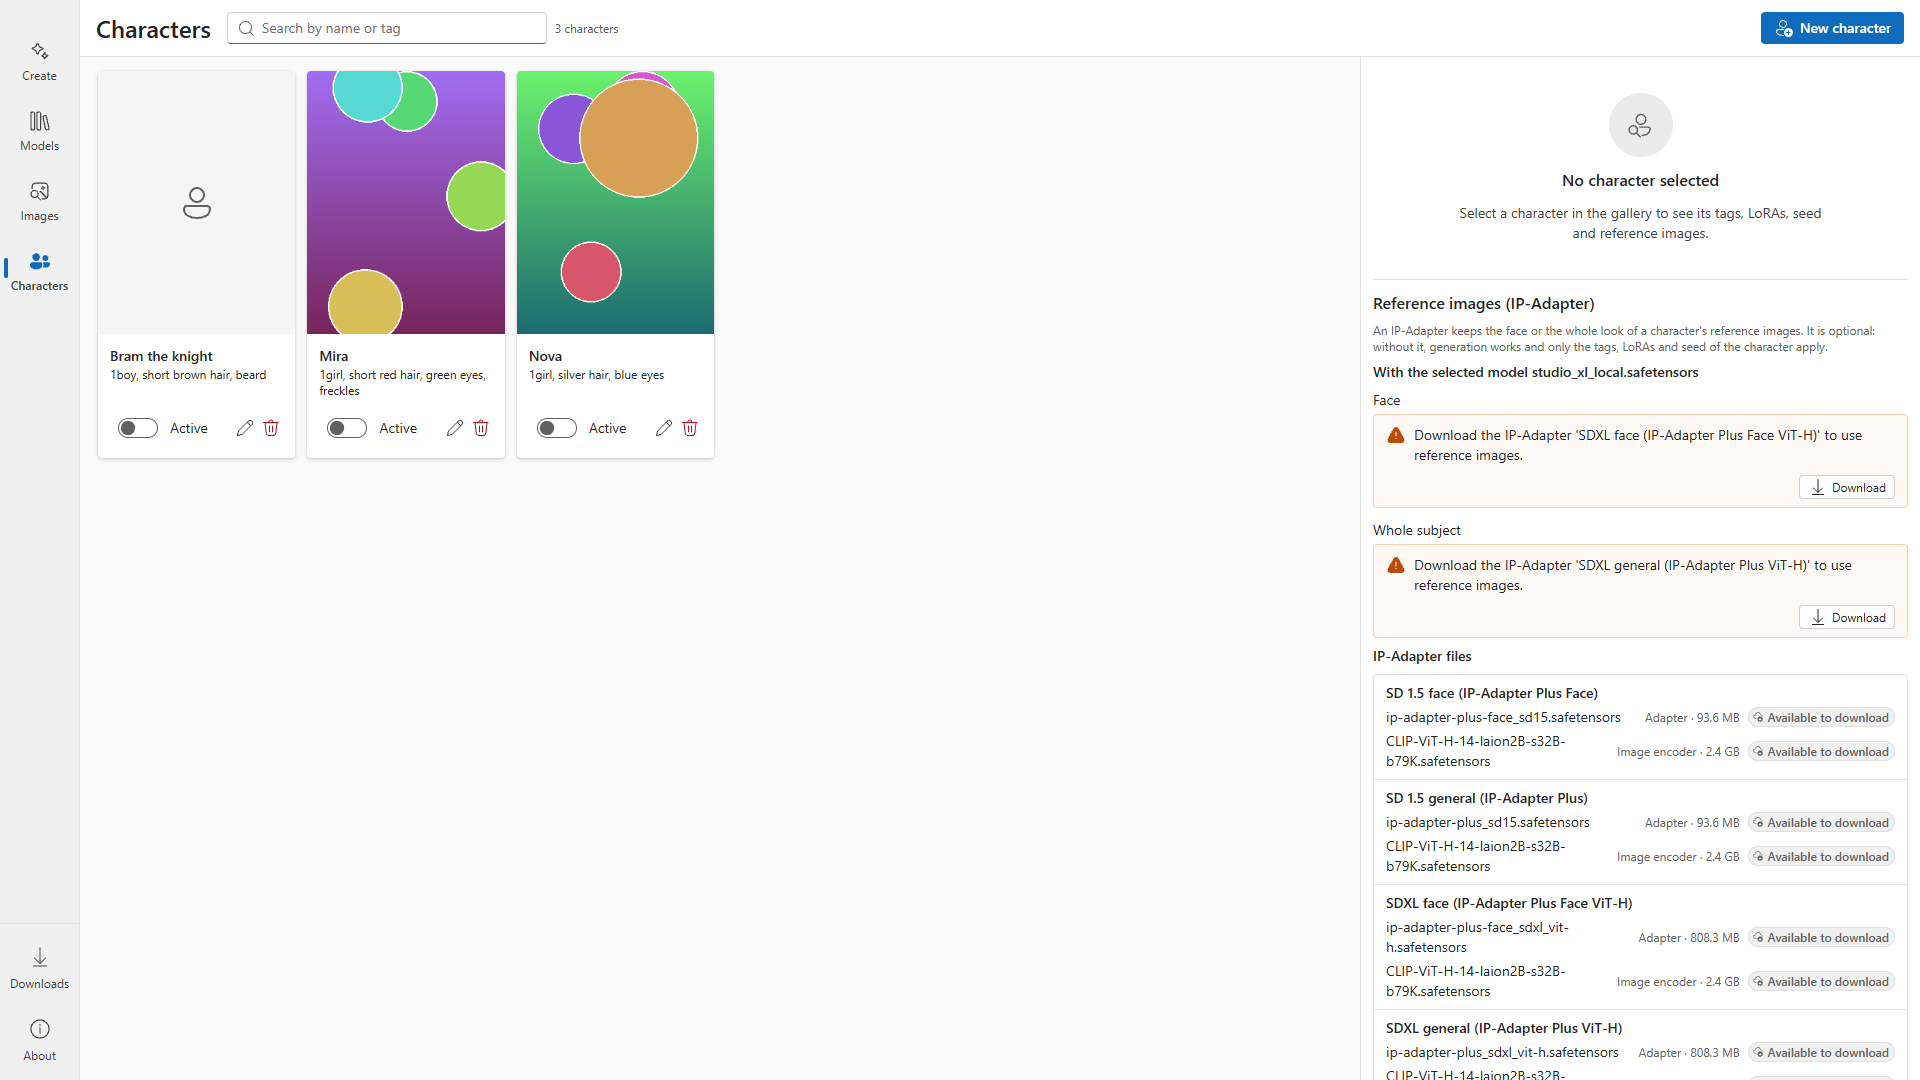 Characters
Search by name or tag
3 characters
New character
Create
Models
Images
Characters
Downloads
About
Bram the knight
1boy, short brown hair, beard
Active
Mira
1girl, short red hair, green eyes,
freckles
Active
Nova
1girl, silver hair, blue eyes
Active
No character selected
Select a character in the gallery to see its tags, LoRAs, seed
and reference images.
Reference images (IP-Adapter)
An IP-Adapter keeps the face or the whole look of a character's reference images. It is optional:
without it, generation works and only the tags, LoRAs and seed of the character apply.
With the selected model studio_xl_local.safetensors
Face
Download the IP-Adapter 'SDXL face (IP-Adapter Plus Face ViT-H)' to use
reference images.
Download
Whole subject
Download the IP-Adapter 'SDXL general (IP-Adapter Plus ViT-H)' to use
reference images.
Download
IP-Adapter files
SD 1.5 face (IP-Adapter Plus Face)
ip-adapter-plus-face_sd15.safetensors Adapter · 93.6 MB Available to download
CLIP-ViT-H-14-laion2B-s32B-
b79K.safetensors Image encoder · 2.4 GB Available to download
SD 1.5 general (IP-Adapter Plus)
ip-adapter-plus_sd15.safetensors Adapter · 93.6 MB Available to download
CLIP-ViT-H-14-laion2B-s32B-
b79K.safetensors Image encoder · 2.4 GB Available to download
SDXL face (IP-Adapter Plus Face ViT-H)
ip-adapter-plus-face_sdxl_vit-
h.safetensors Adapter · 808.3 MB Available to download
CLIP-ViT-H-14-laion2B-s32B-
b79K.safetensors Image encoder · 2.4 GB Available to download
SDXL general (IP-Adapter Plus ViT-H)
ip-adapter-plus_sdxl_vit-h.safetensors Adapter · 808.3 MB Available to download
CLIP-ViT-H-14-laion2B-s32B-